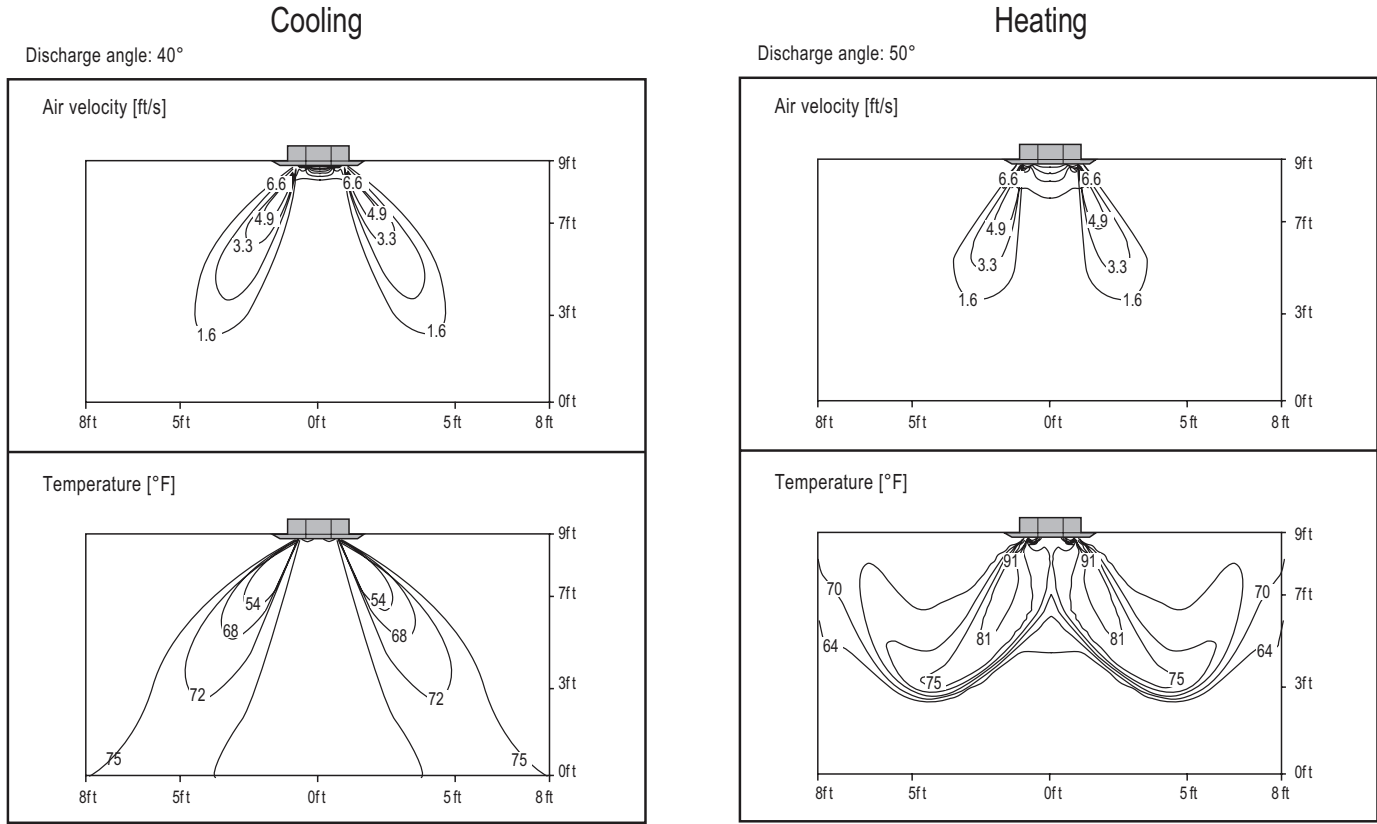 Cooling
Discharge angle: 40°
Air velocity [ft/s]
6.6
6.6
4.9
4.9
3.3
3.3
1.6
1.6
9ft
7ft
3ft
0ft
8ft
5ft
0ft
5ft
8ft
Temperature [°F]
54
54
68
68
72
72
75
75
9ft
7ft
3ft
0ft
8ft
5ft
0ft
5ft
8ft
Heating
Discharge angle: 50°
Air velocity [ft/s]
6.6
6.6
4.9
4.9
3.3
3.3
1.6
1.6
9ft
7ft
3ft
0ft
8ft
5ft
0ft
5ft
8ft
Temperature [°F]
91
91
70
70
81
81
64
64
75
75
9ft
7ft
3ft
0ft
8ft
5ft
0ft
5ft
8ft